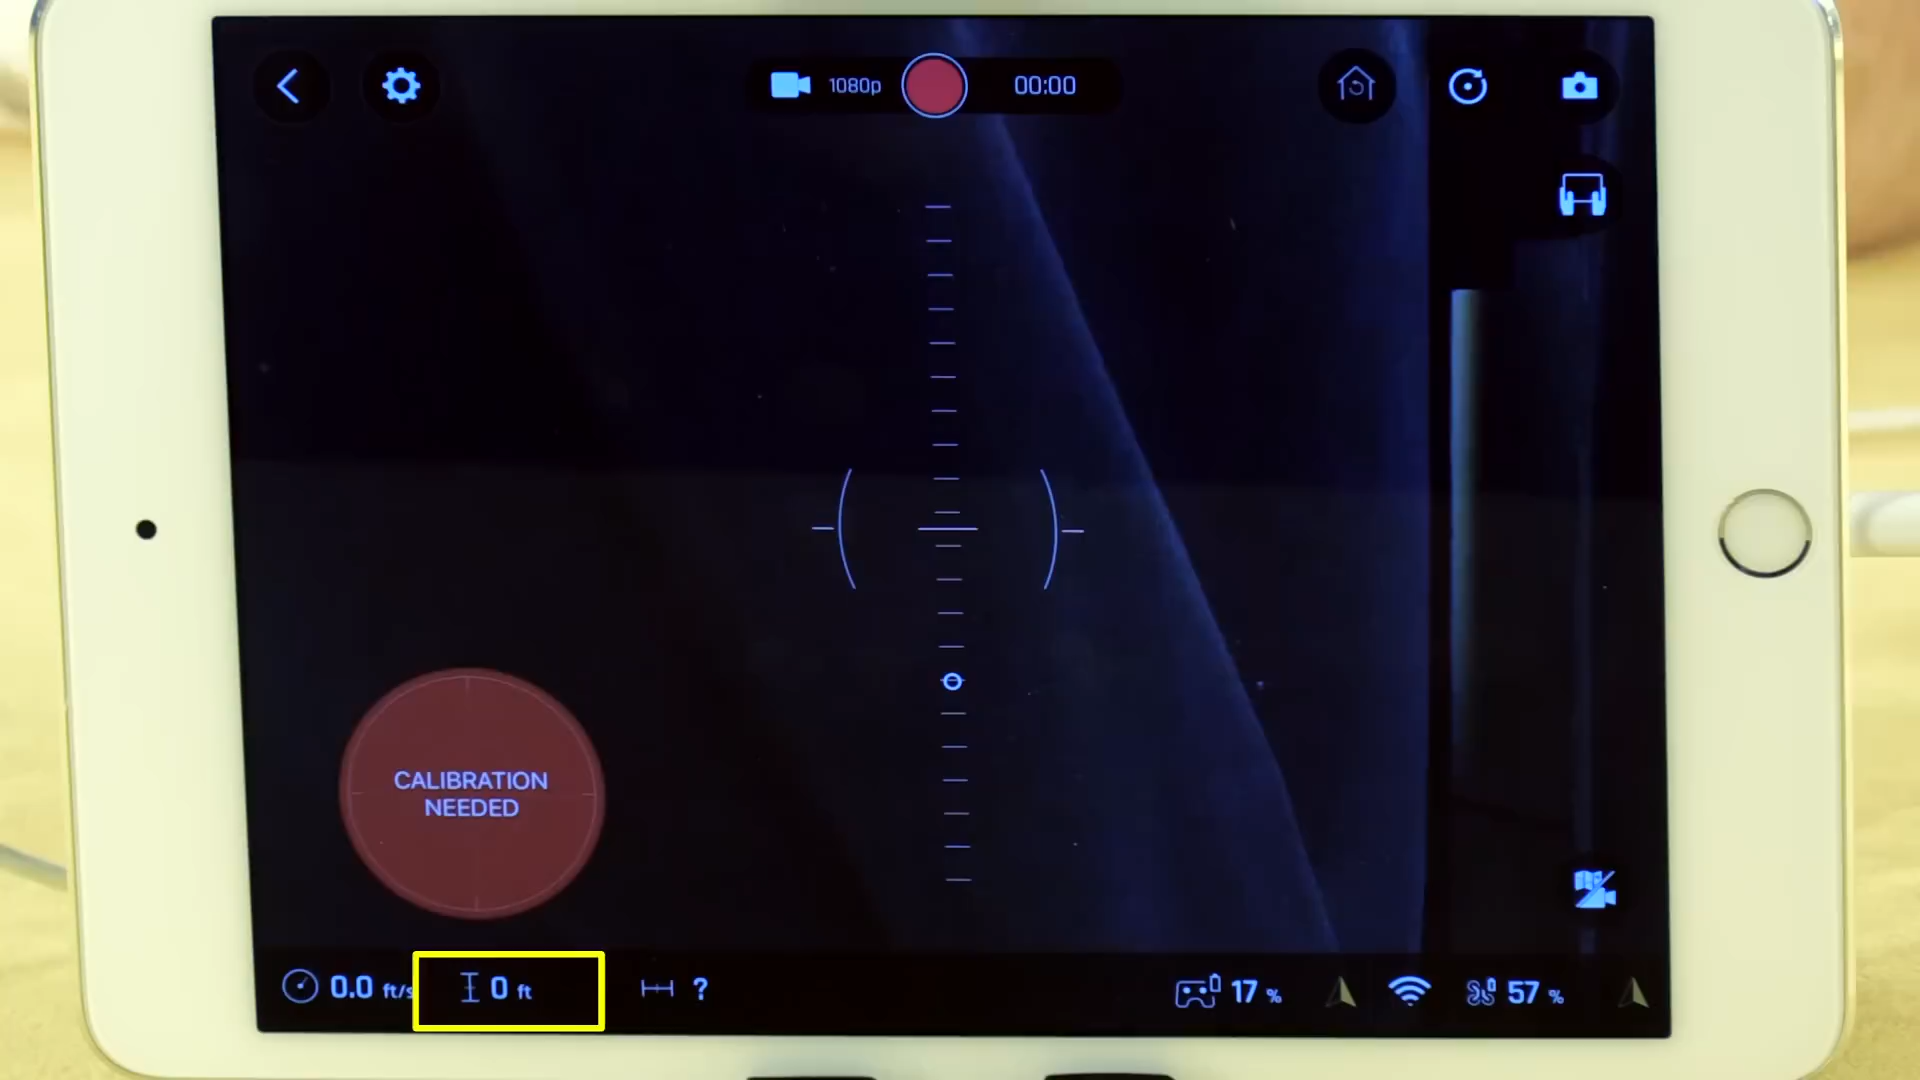 1080p 00:00
CALIBRATION
NEEDED
0.0 ft/s 0 ft ? 17 % 57 %